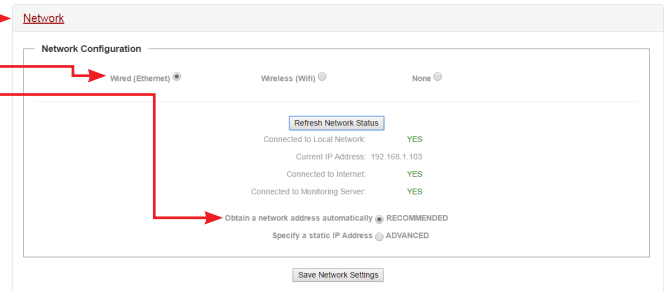 Network
Network Configuration
Wired (Ethernet) Wireless (Wifi) None
Refresh Network Status
Connected to Local Network: YES
Current IP Address: 192.168.1.103
Connected to Internet: YES
Connected to Monitoring Server: YES
Obtain a network address automatically RECOMMENDED
Specify a static IP Address ADVANCED
Save Network Settings